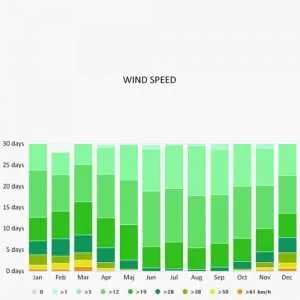 WIND SPEED
30 days
25 days
20 days
15 days
10 days
5 days
0 days
Jan Feb Mar Apr Maj Jun Jul Aug Sep Okt Nov Dec
0 >1 >5 >12 >19 >28 >38 >50 >61 km/h